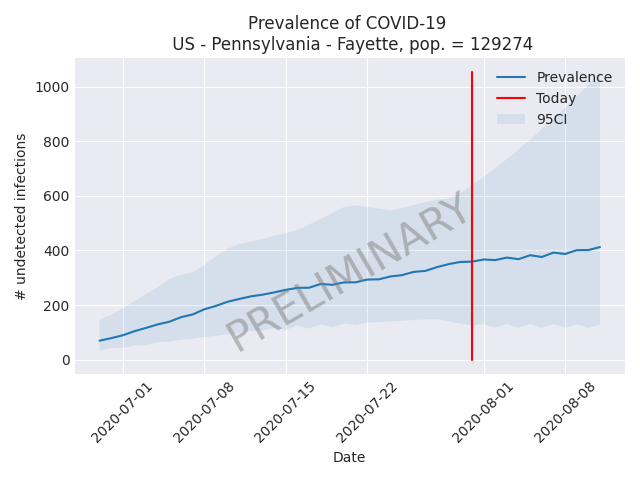 Prevalence of COVID-19
US - Pennsylvania - Fayette, pop. = 129274
# undetected infections
1000
800
600
400
200
0
Prevalence
Today
95CI
PRELIMINARY
2020-07-01
2020-07-08
2020-07-15
2020-07-22
2020-08-01
2020-08-08
Date